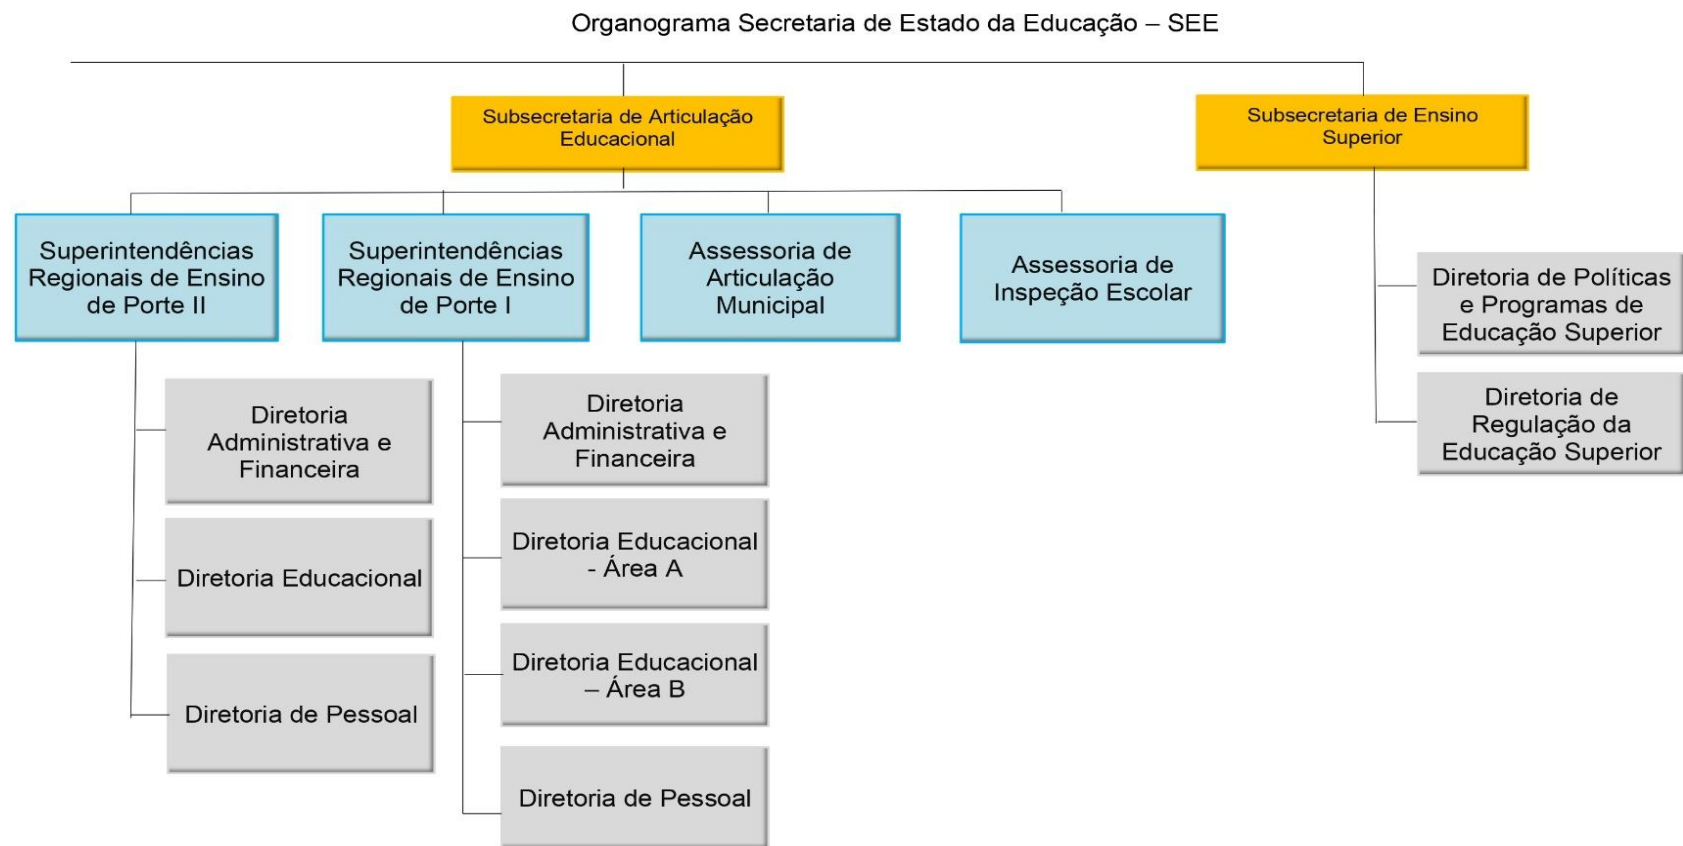 Organograma Secretaria de Estado da Educação – SEE
Subsecretaria de Articulação
Educacional
Subsecretaria de Ensino
Superior
Superintendências
Regionais de Ensino
de Porte II
Superintendências
Regionais de Ensino
de Porte I
Assessoria de
Articulação
Municipal
Assessoria de
Inspeção Escolar
Diretoria de Políticas
e Programas de
Educação Superior
Diretoria de
Regulação da
Educação Superior
Diretoria
Administrativa e
Financeira
Diretoria Educacional
Diretoria de Pessoal
Diretoria
Administrativa e
Financeira
Diretoria Educacional
- Área A
Diretoria Educacional
– Área B
Diretoria de Pessoal